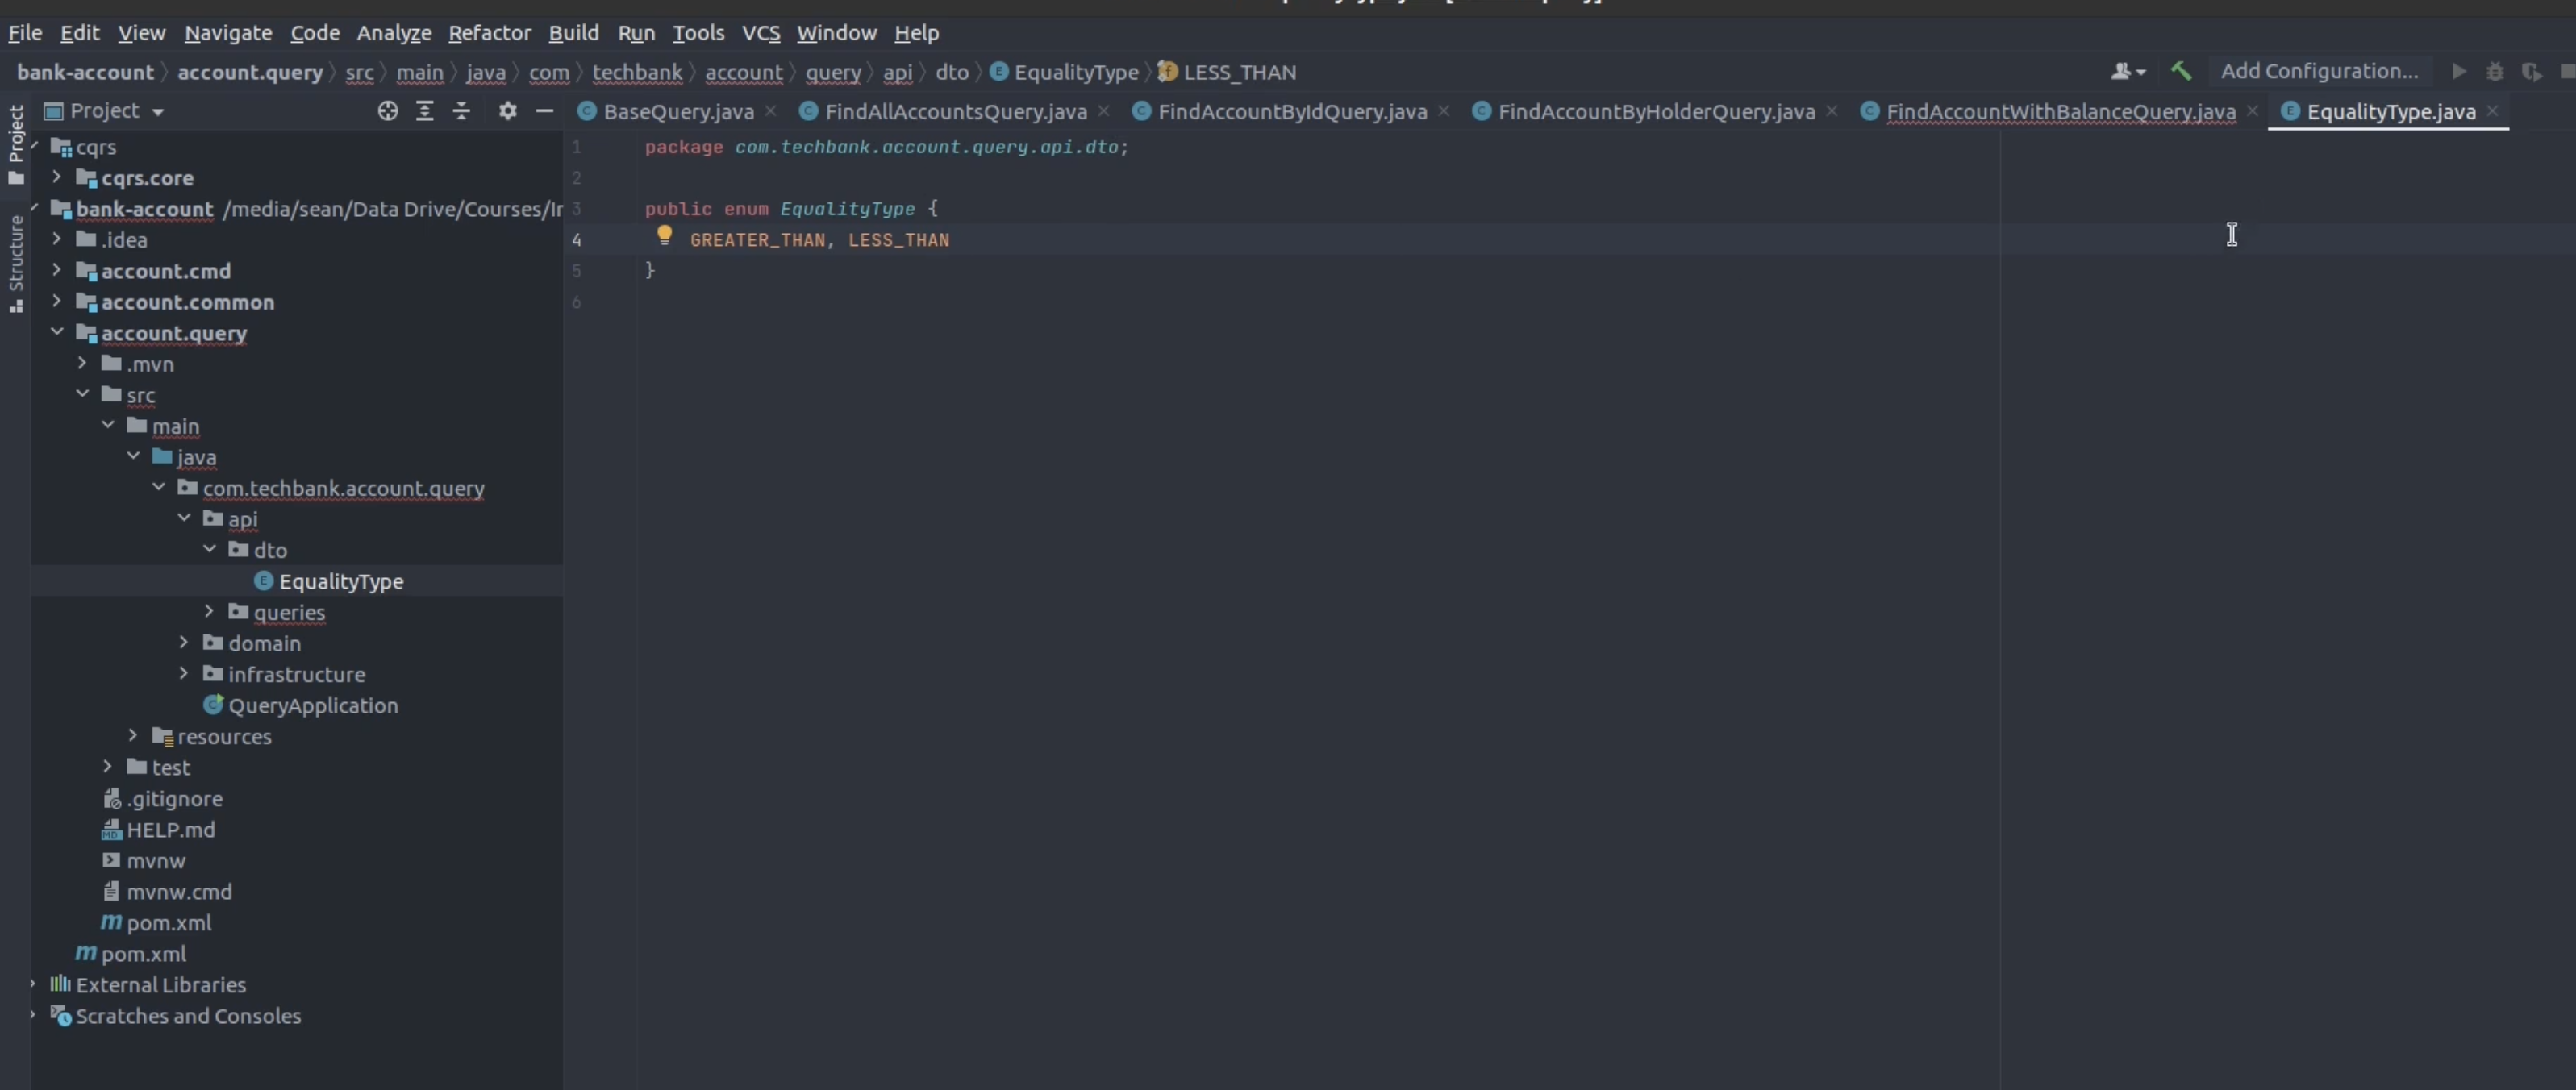 File Edit View Navigate Code Analyze Refactor Build Run Tools VCS Window Help
bank-account account.query src main java com techbank account query api dto EqualityType LESS_THAN Add Configuration...
Project
BaseQuery.java FindAllAccountsQuery.java FindAccountByIdQuery.java FindAccountByHolderQuery.java FindAccountWithBalanceQuery.java EqualityType.java
Project
Structure
cqrs
cqrs.core
bank-account /media/sean/Data Drive/Courses/Ir
.idea
account.cmd
account.common
account.query
.mvn
src
main
java
com.techbank.account.query
api
dto
EqualityType
queries
domain
infrastructure
QueryApplication
resources
test
.gitignore
HELP.md
mvnw
mvnw.cmd
pom.xml
pom.xml
External Libraries
Scratches and Consoles
1 package com.techbank.account.query.api.dto;
2
3 public enum EqualityType {
4 GREATER_THAN, LESS_THAN
5 }
6